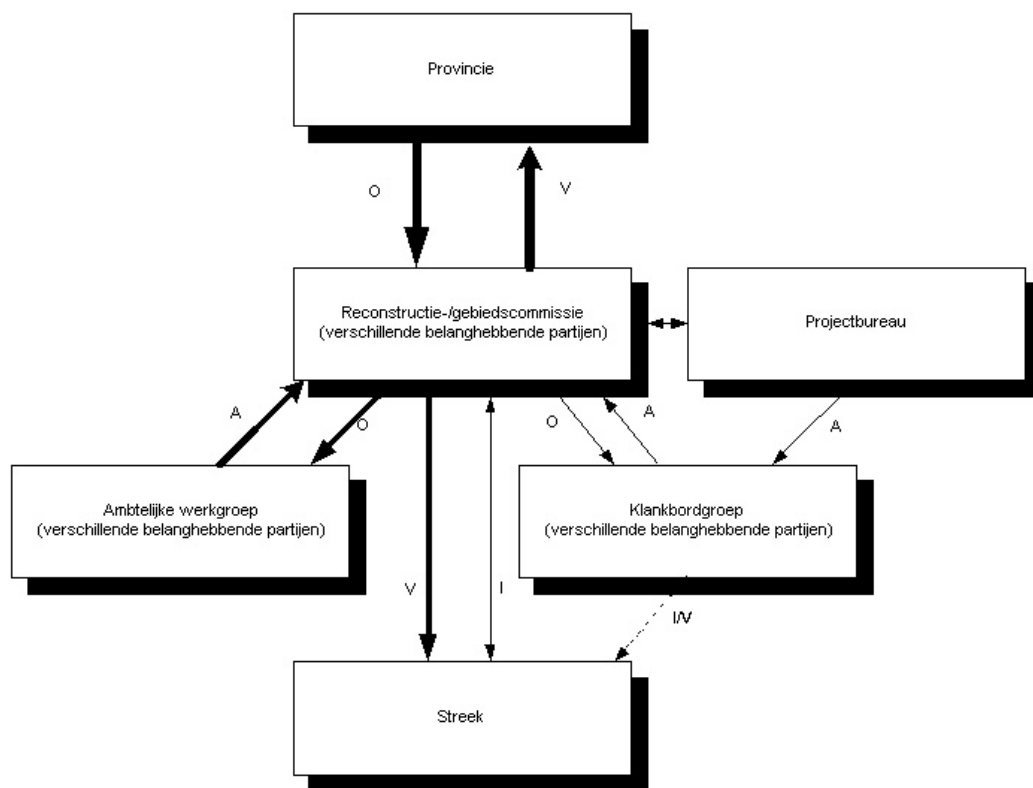 Provincie
O
V
Reconstructie-/gebiedscommissie
(verschillende belanghebbende partijen)
Projectbureau
A
O
O
A
A
Ambtelijke werkgroep
(verschillende belanghebbende partijen)
Klankbordgroep
(verschillende belanghebbende partijen)
V
I
I/V
Streek